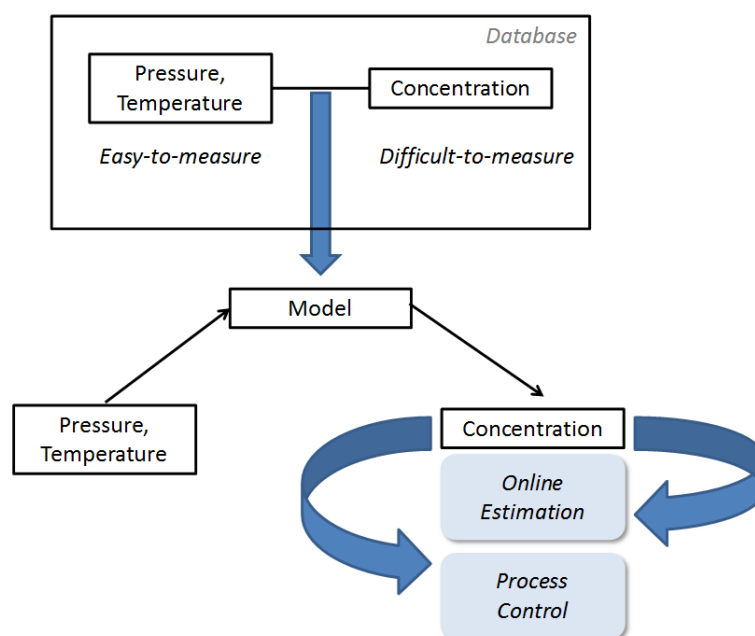 Database
Pressure,
Temperature
Concentration
Easy-to-measure
Difficult-to-measure
Model
Pressure,
Temperature
Concentration
Online
Estimation
Process
Control